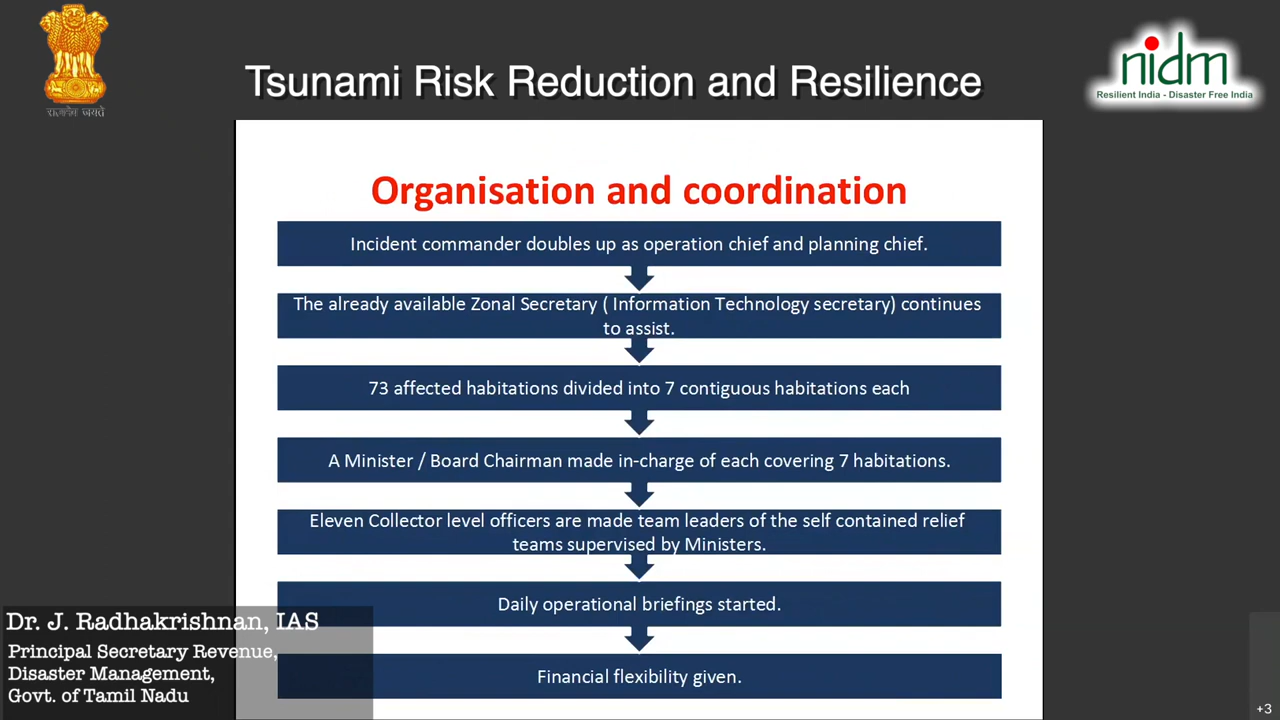 Tsunami Risk Reduction and Resilience
सत्यमेव जयते
nidm
Resilient India - Disaster Free India
Organisation and coordination
Incident commander doubles up as operation chief and planning chief.
The already available Zonal Secretary ( Information Technology secretary) continues
to assist.
73 affected habitations divided into 7 contiguous habitations each
A Minister / Board Chairman made in-charge of each covering 7 habitations.
Eleven Collector level officers are made team leaders of the self contained relief
teams supervised by Ministers.
Daily operational briefings started.
Financial flexibility given.
Dr. J. Radhakrishnan, IAS
Principal Secretary Revenue,
Disaster Management,
Govt. of Tamil Nadu
+3